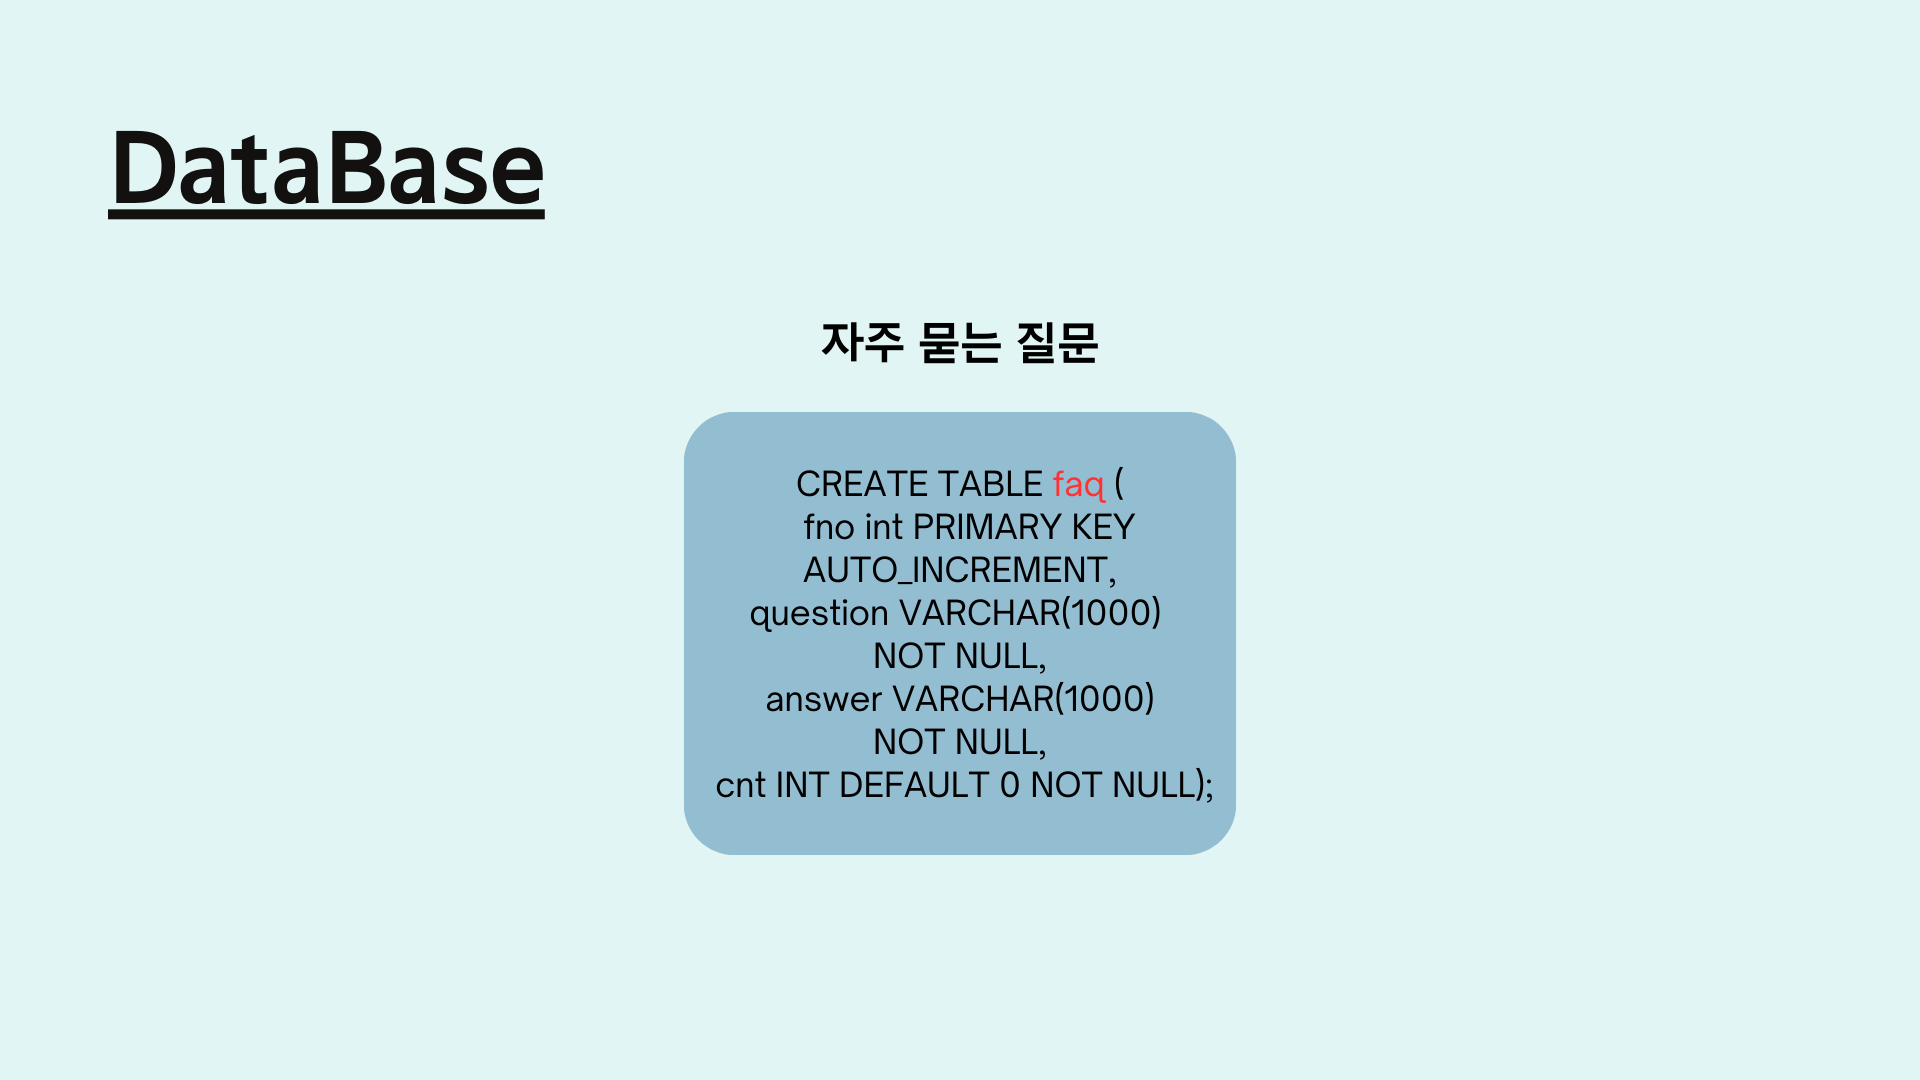 DataBase
자주 묻는 질문
CREATE TABLE faq (
fno int PRIMARY KEY
AUTO_INCREMENT,
question VARCHAR(1000)
NOT NULL,
answer VARCHAR(1000)
NOT NULL,
cnt INT DEFAULT 0 NOT NULL);